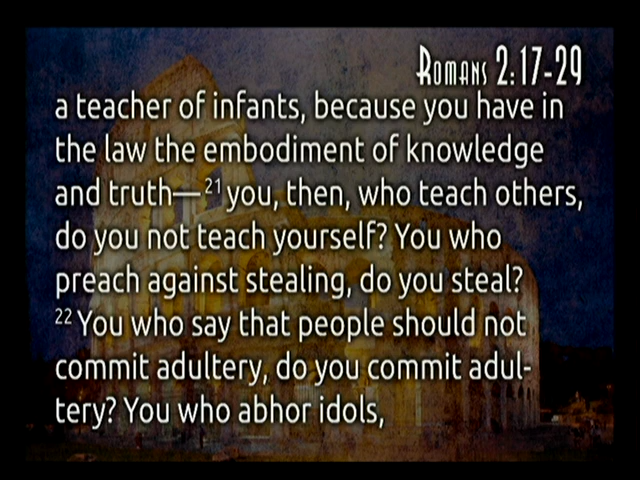 Romans 2:17-29
a teacher of infants, because you have in
the law the embodiment of knowledge
and truth—21 you, then, who teach others,
do you not teach yourself? You who
preach against stealing, do you steal?
22 You who say that people should not
commit adultery, do you commit adul-
tery? You who abhor idols,